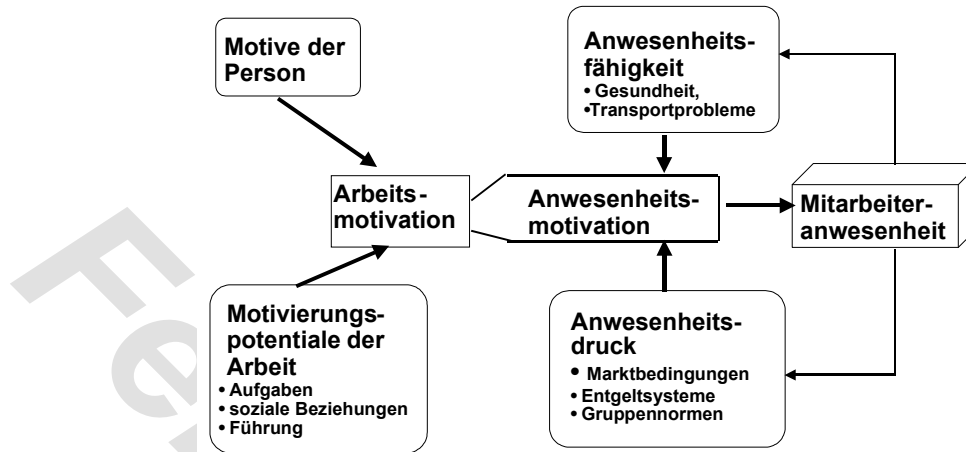 Motive der
Person
Anwesenheits-
fähigkeit
• Gesundheit,
•Transportprobleme
Arbeits-
motivation
Anwesenheits-
motivation
Mitarbeiter-
anwesenheit
Motivierungs-
potentiale der
Arbeit
• Aufgaben
• soziale Beziehungen
• Führung
Anwesenheits-
druck
• Marktbedingungen
• Entgeltsysteme
• Gruppennormen